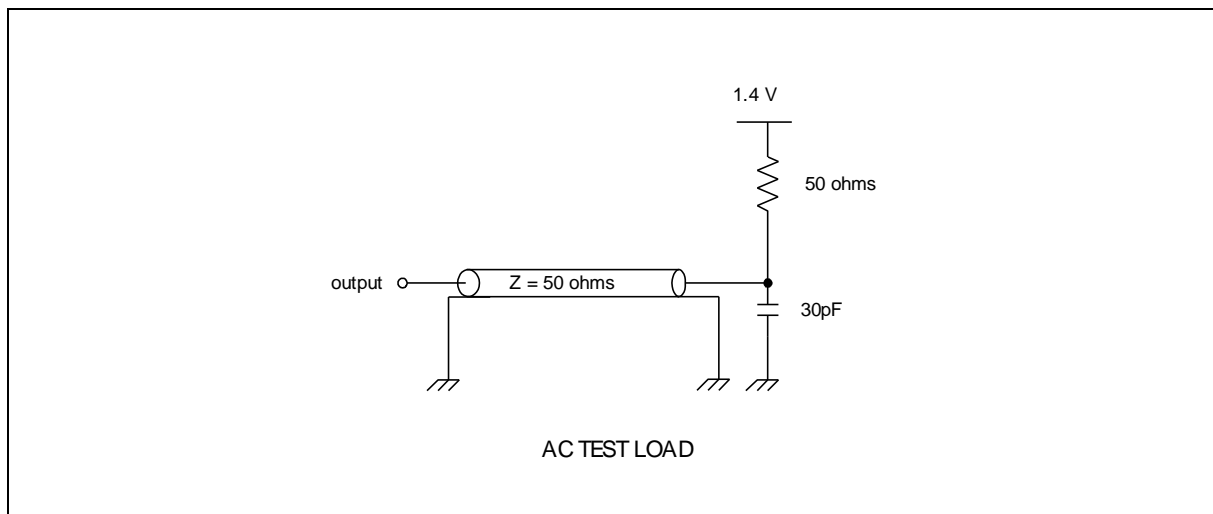 1.4 V
50 ohms
output
Z = 50 ohms
30pF
AC TEST LOAD